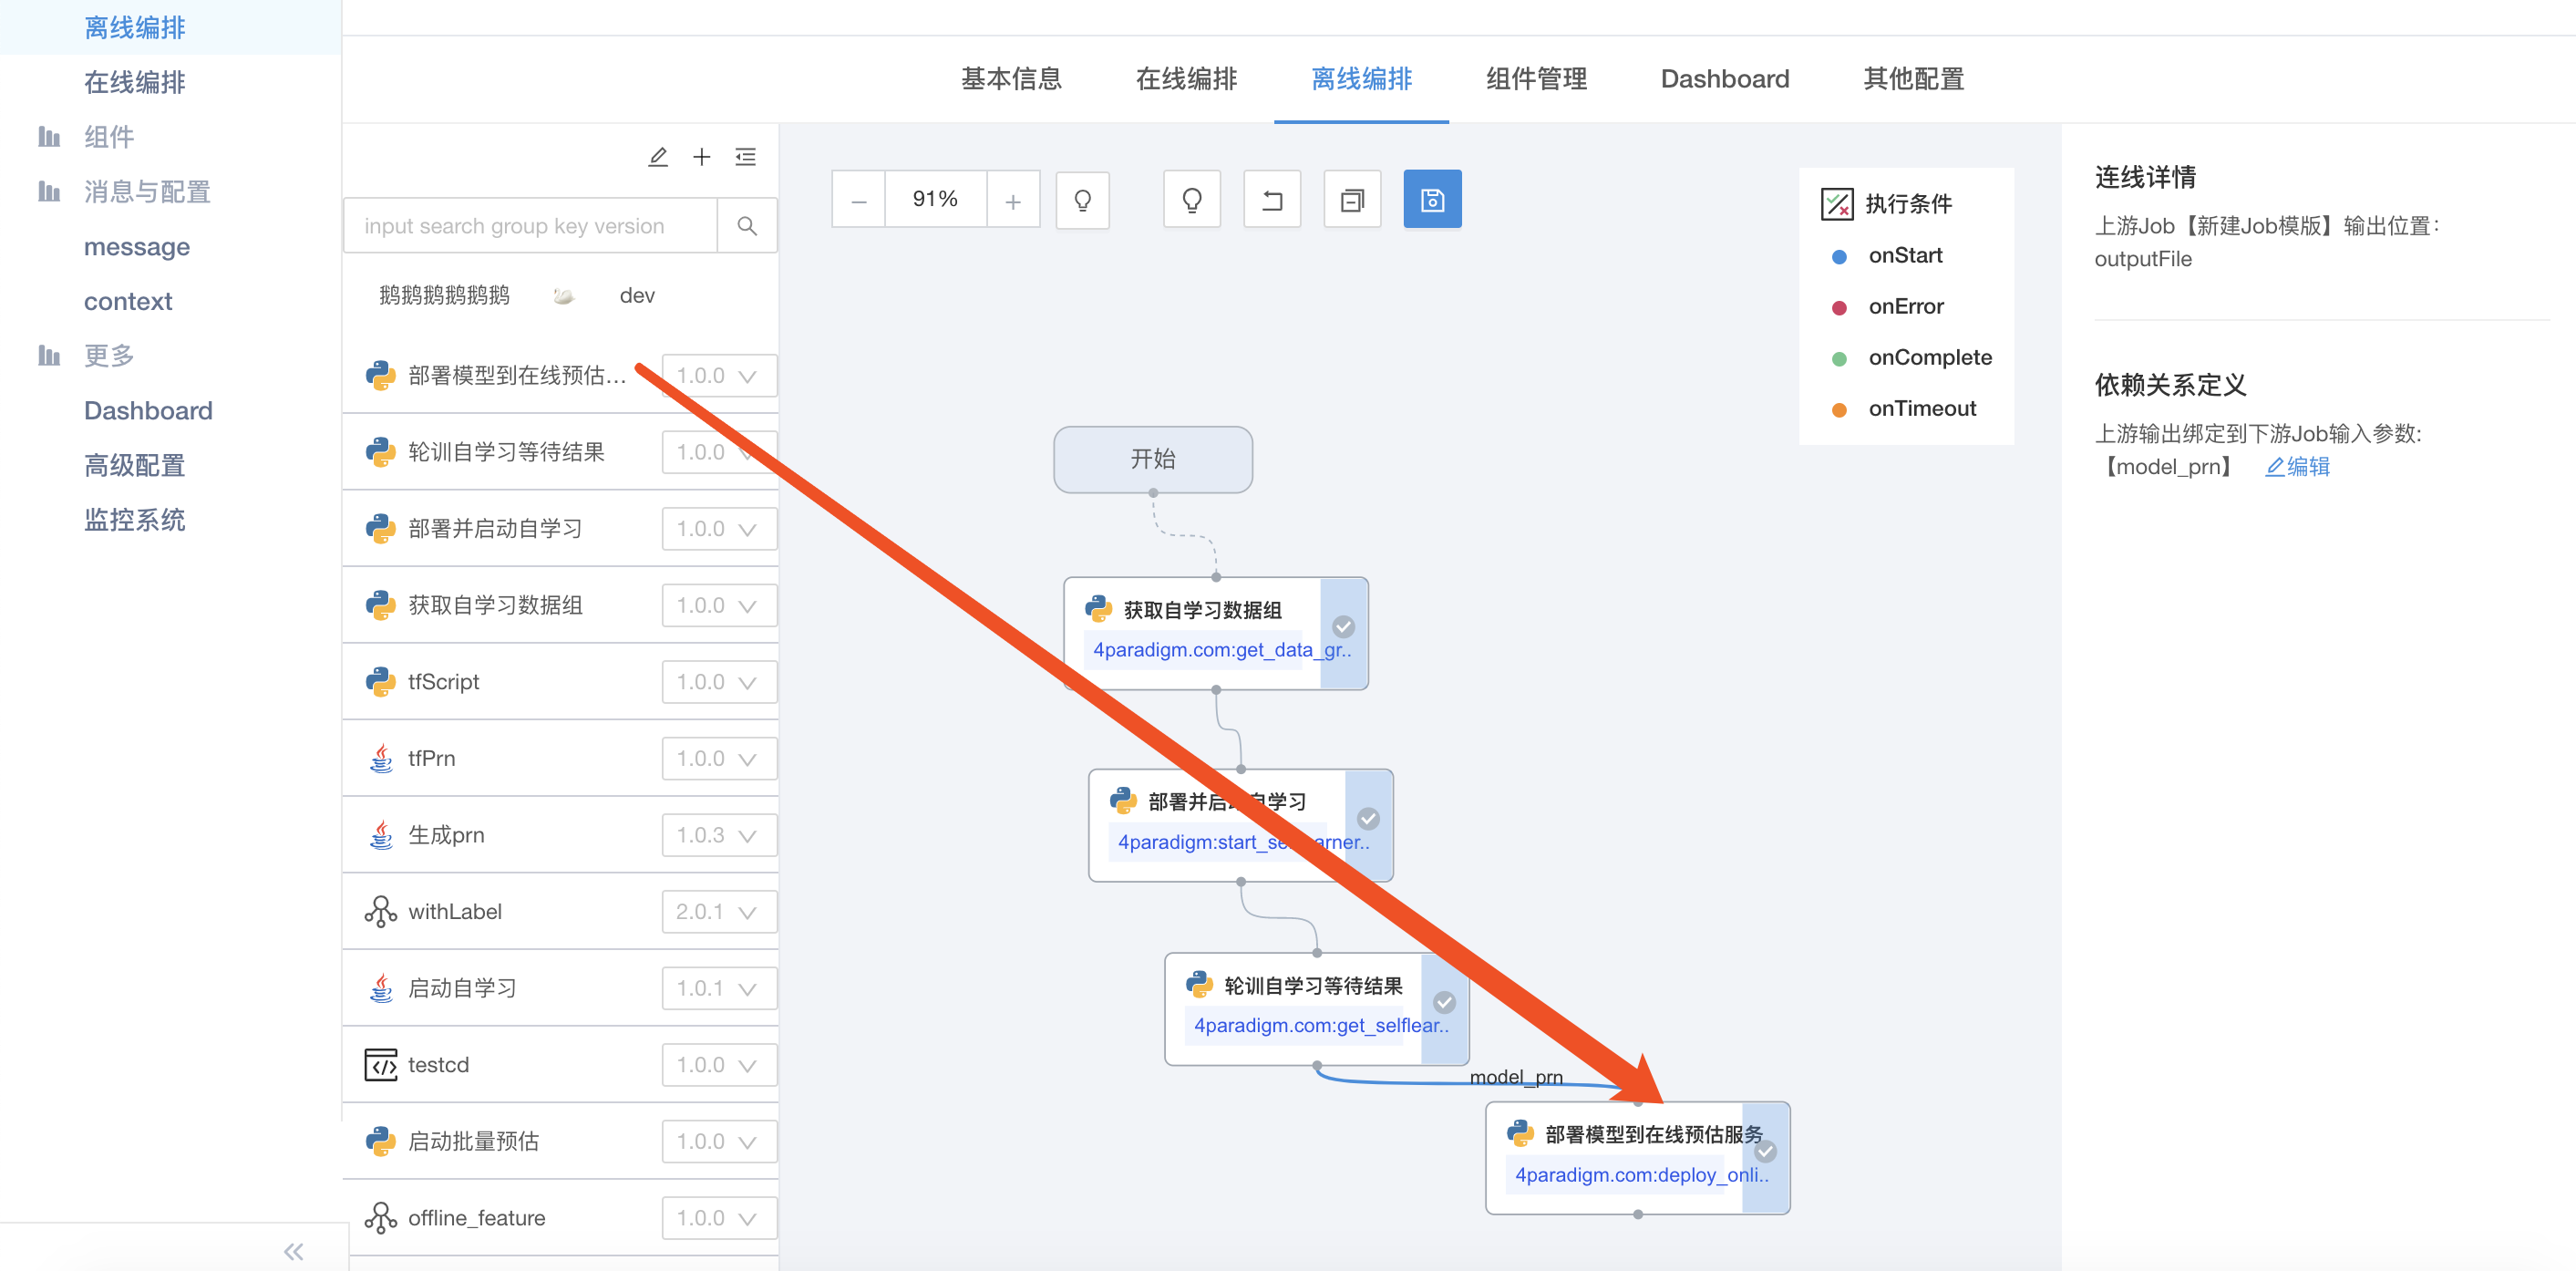 离线编排
在线编排
组件
消息与配置
message
context
更多
Dashboard
高级配置
监控系统
基本信息
在线编排
离线编排
组件管理
Dashboard
其他配置
input search group key version
鹅鹅鹅鹅鹅鹅
dev
部署模型到在线预估... 1.0.0
轮训自学习等待结果 1.0.0
部署并启动自学习 1.0.0
获取自学习数据组 1.0.0
tfScript 1.0.0
tfPrn 1.0.0
生成prn 1.0.3
withLabel 2.0.1
启动自学习 1.0.1
testcd 1.0.0
启动批量预估 1.0.0
offline_feature 1.0.0
91%
执行条件
onStart
onError
onComplete
onTimeout
开始
获取自学习数据组
4paradigm.com:get_data_gr..
部署并启动自学习
4paradigm:start_selflearner..
轮训自学习等待结果
4paradigm.com:get_selflear..
model_prn
部署模型到在线预估服务
4paradigm.com:deploy_onli..
连线详情
上游Job【新建Job模版】输出位置：
outputFile
依赖关系定义
上游输出绑定到下游Job输入参数:
【model_prn】 编辑